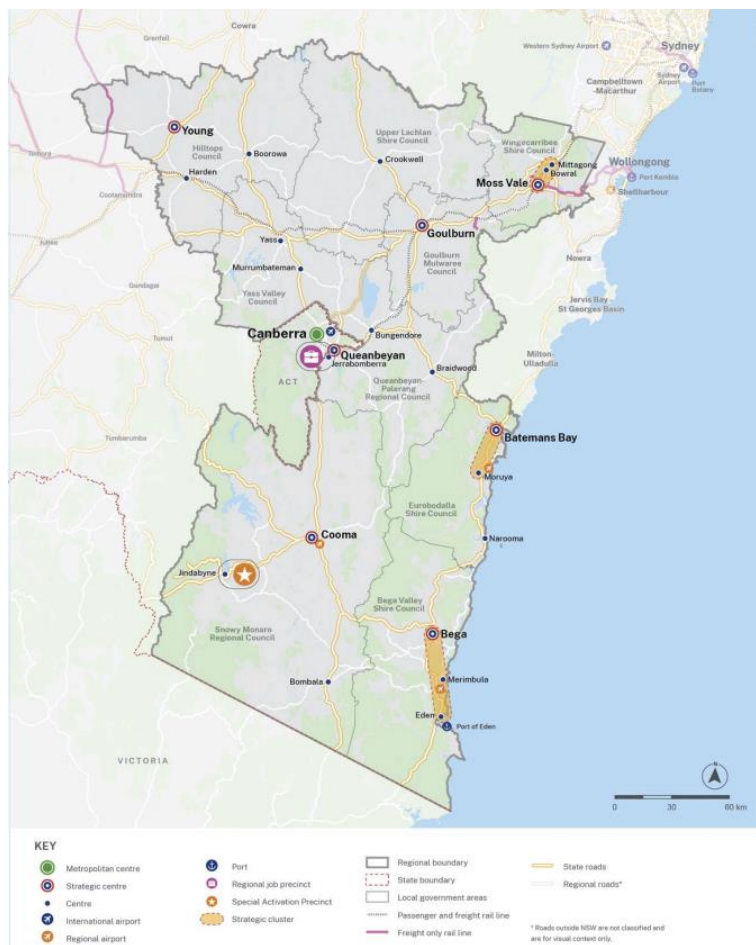 Cowra
Grenfell
Sydney
Western Sydney Airport
Sydney
Airport
Port
Botany
Campbelltown
-Macarthur
Young
Hilltops
Council
Boorowa
Upper Lachlan
Shire Council
Crookwell
Wingecarribee
Shire Council
Mittagong
Bowral
Wollongong
Port Kembla
Shellharbour
Moss Vale
Temora
Cootamundra
Harden
Junee
Goulburn
Yass
Goulburn
Mulwaree
Council
Nowra
Murrumbateman
Gundagai
Yass Valley
Council
Jervis Bay -
St Georges Basin
Canberra
Bungendore
Tumut
Queanbeyan
Jerrabomberra
Milton-
Ulladulla
ACT
Queanbeyan-
Palerang
Regional Council
Braidwood
Batemans Bay
Tumbarumba
Moruya
Eurobodalla
Shire Council
Cooma
Narooma
Jindabyne
Bega Valley
Shire Council
Snowy Monaro
Regional Council
Bega
Bombala
Merimbula
Eden
Port of Eden
VICTORIA
N
0 30 60 km
KEY
Metropolitan centre
Strategic centre
Centre
International airport
Regional airport
Port
Regional job precinct
Special Activation Precinct
Strategic cluster
Regional boundary
State boundary
Local government areas
Passenger and freight rail line
Freight only rail line
State roads
Regional roads*
* Roads outside NSW are not classified and
are for visual context only.